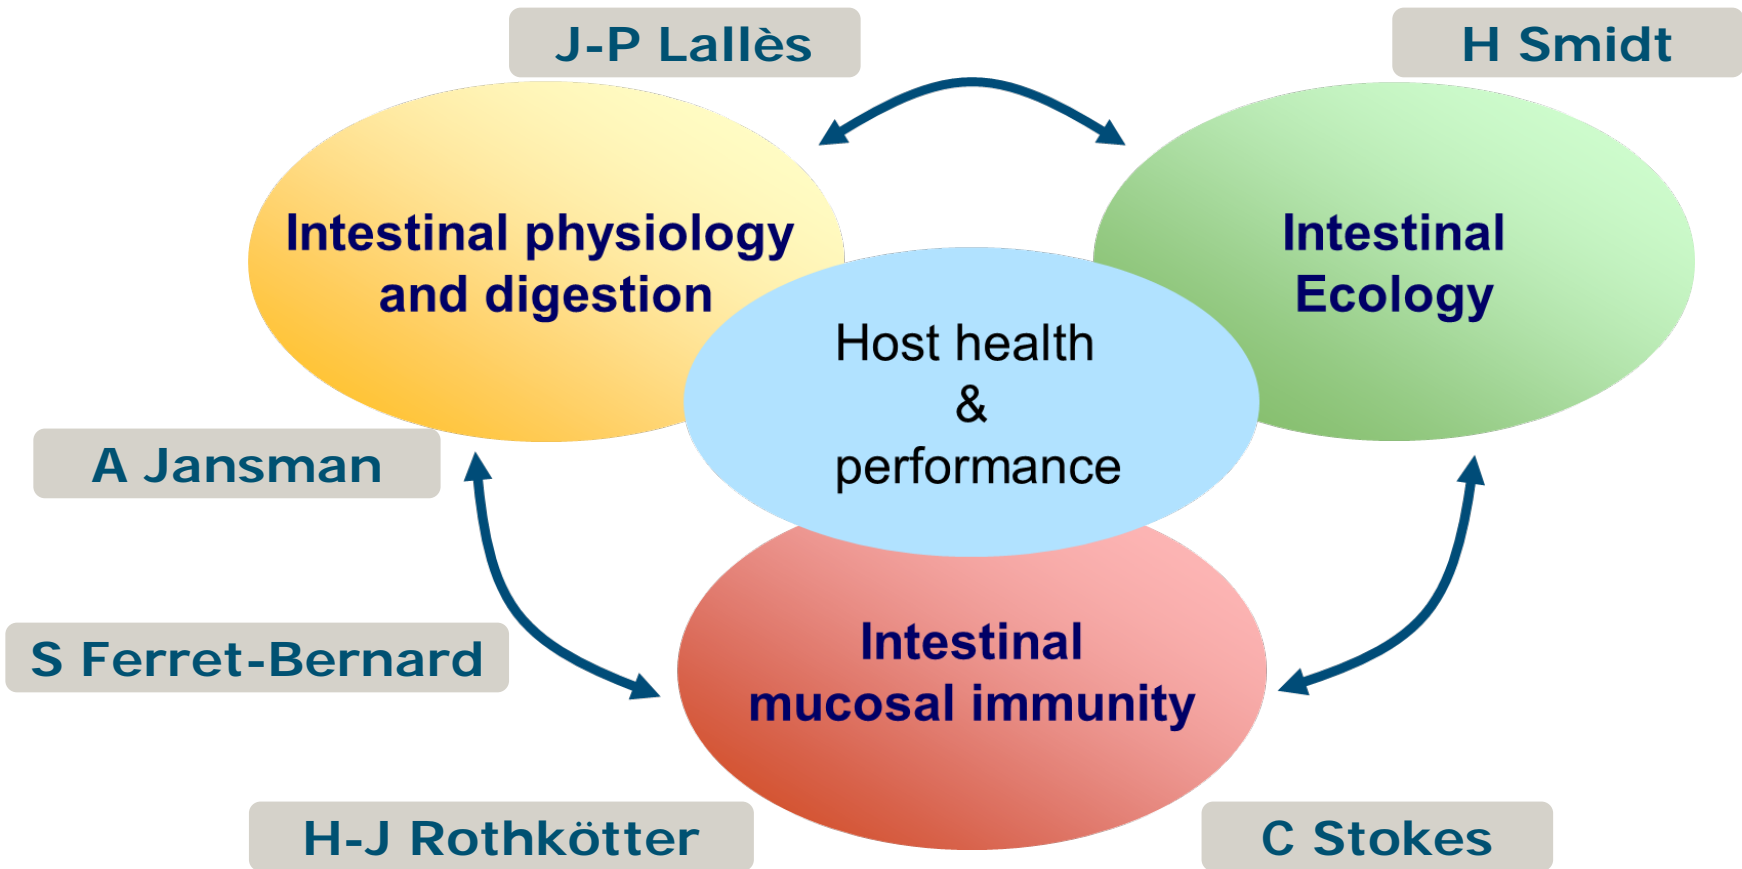 J-P Lallès
H Smidt
Intestinal physiology
and digestion
Intestinal
Ecology
Host health
&
performance
A Jansman
S Ferret-Bernard
Intestinal
mucosal immunity
H-J Rothkötter
C Stokes